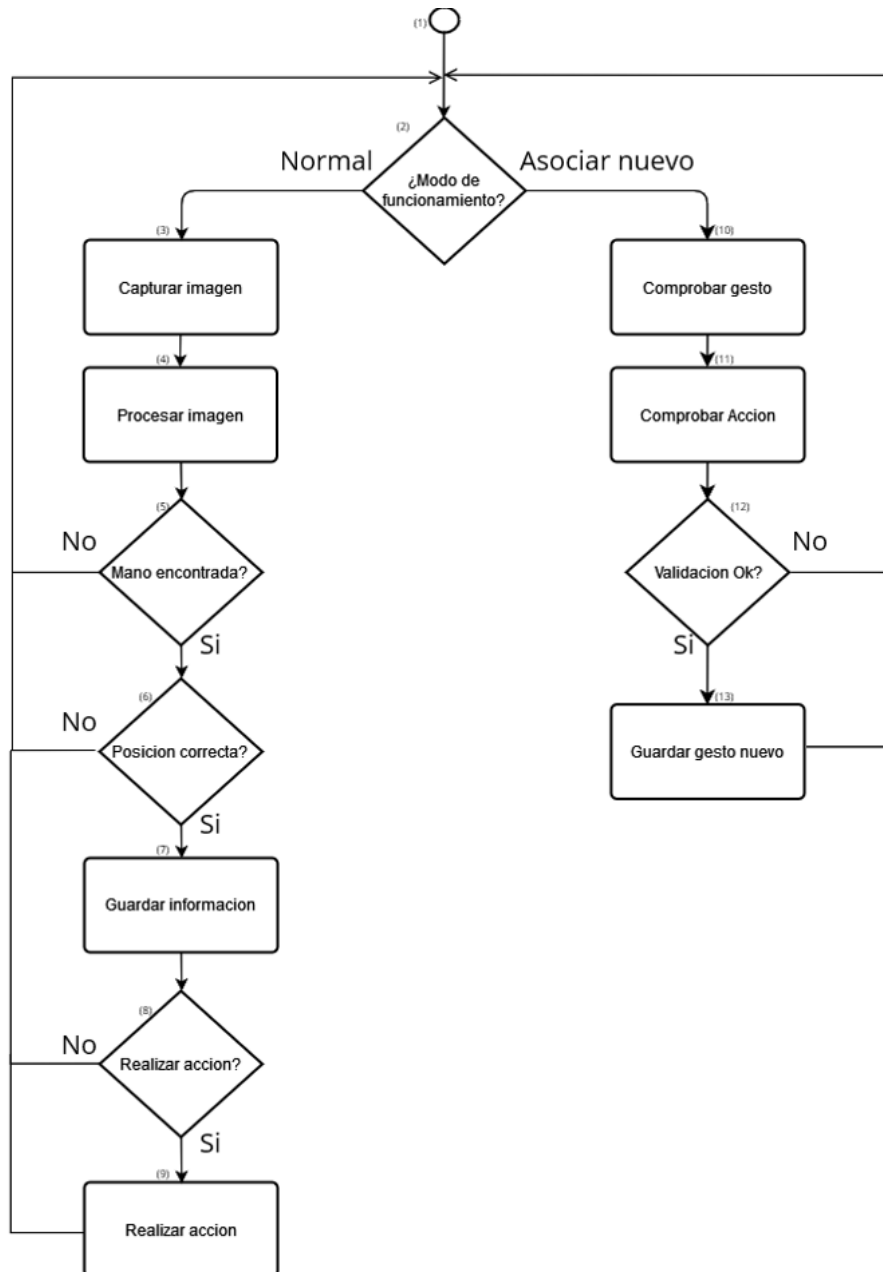 (1)
(2)
Normal
Asociar nuevo
¿Modo de
funcionamiento?
(3)
Capturar imagen
(10)
Comprobar gesto
(4)
Procesar imagen
(11)
Comprobar Accion
(5)
No
Mano encontrada?
Si
(12)
No
Validacion Ok?
Si
(6)
No
Posicion correcta?
Si
(13)
Guardar gesto nuevo
(7)
Guardar informacion
(8)
No
Realizar accion?
Si
(9)
Realizar accion